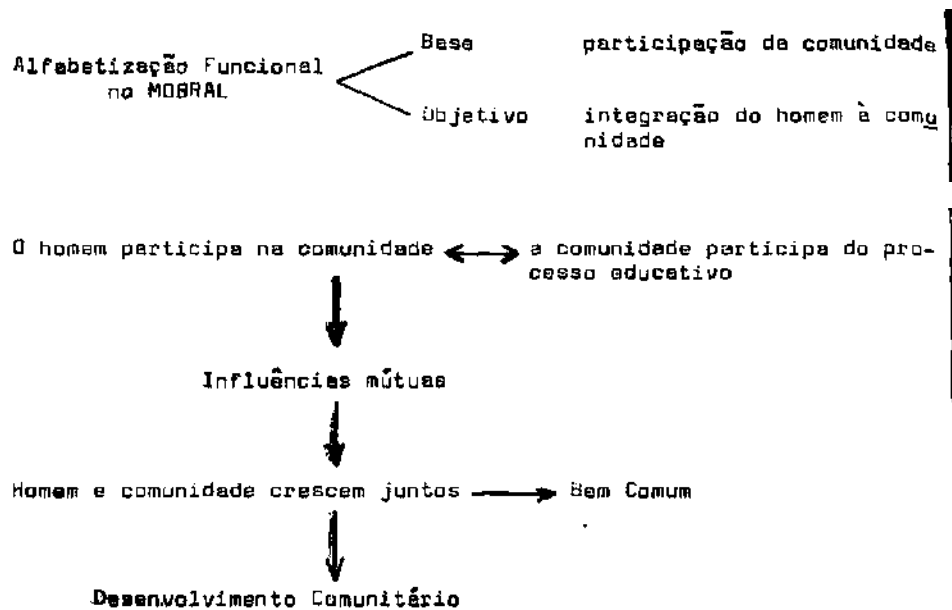 Base participação da comunidade
Alfabetização Funcional
no MOBRAL
Objetivo integração do homem à comu
nidade
O homem participa na comunidade ↔ a comunidade participa do pro-
cesso educativo
Influências mútuas
Homem e comunidade crescem juntos → Bem Comum
Desenvolvimento Comunitário